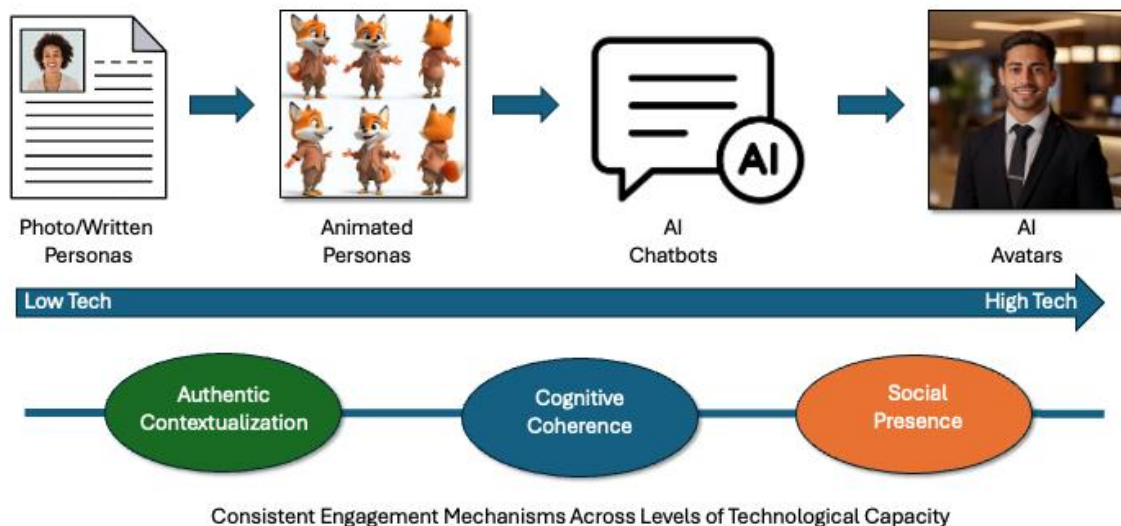 AI
Photo/Written
Personas
Animated
Personas
AI
Chatbots
AI
Avatars
Low Tech
High Tech
Authentic
Contextualization
Cognitive
Coherence
Social
Presence
Consistent Engagement Mechanisms Across Levels of Technological Capacity